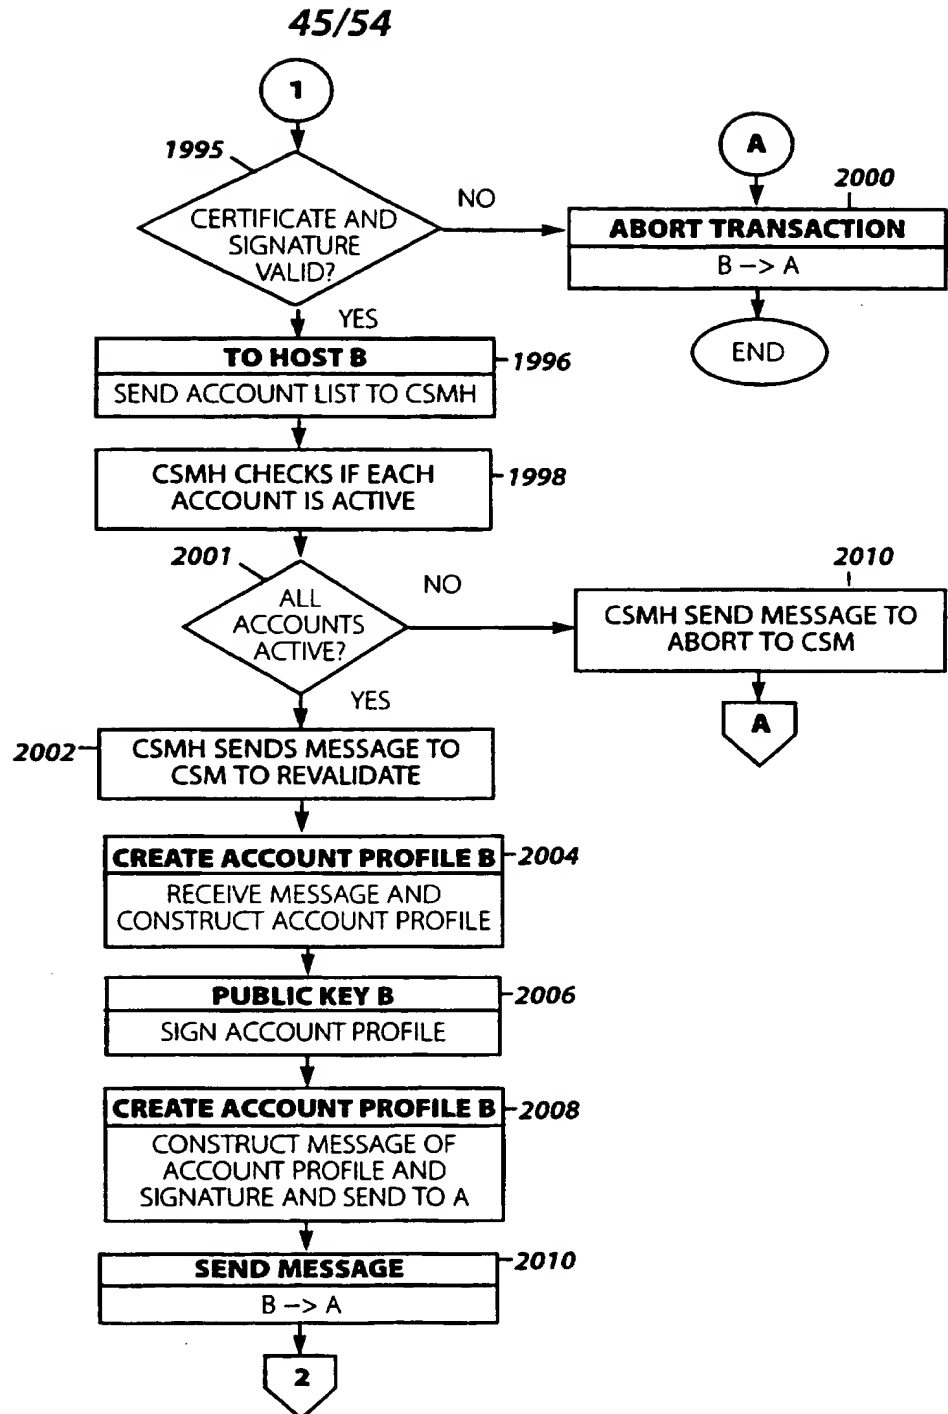 45/54
1
1995
CERTIFICATE AND
SIGNATURE
VALID?
NO
YES
A
2000
ABORT TRANSACTION
B –> A
END
TO HOST B
1996
SEND ACCOUNT LIST TO CSMH
CSMH CHECKS IF EACH
ACCOUNT IS ACTIVE
1998
2001
ALL
ACCOUNTS
ACTIVE?
NO
YES
2010
CSMH SEND MESSAGE TO
ABORT TO CSM
A
2002
CSMH SENDS MESSAGE TO
CSM TO REVALIDATE
CREATE ACCOUNT PROFILE B
2004
RECEIVE MESSAGE AND
CONSTRUCT ACCOUNT PROFILE
PUBLIC KEY B
2006
SIGN ACCOUNT PROFILE
CREATE ACCOUNT PROFILE B
2008
CONSTRUCT MESSAGE OF
ACCOUNT PROFILE AND
SIGNATURE AND SEND TO A
SEND MESSAGE
2010
B –> A
2